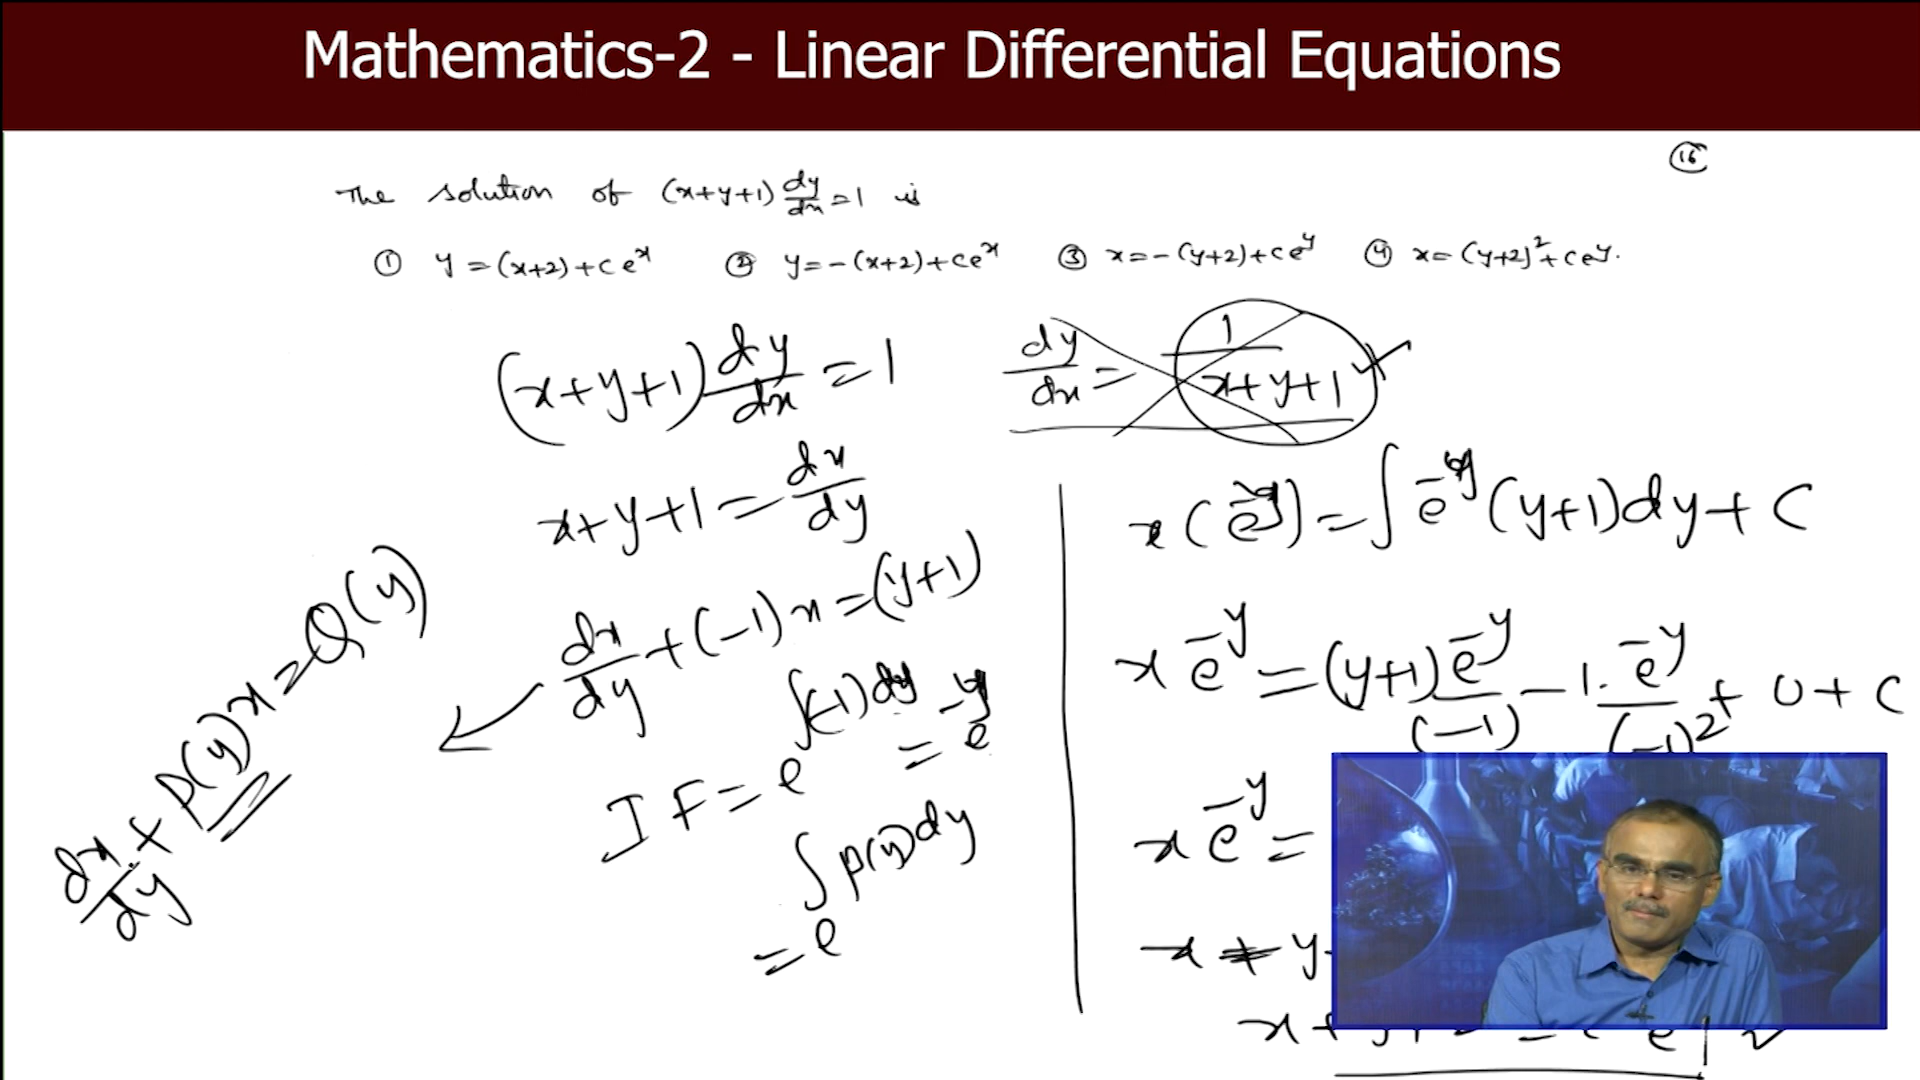 Mathematics-2 - Linear Differential Equations
16
The solution of (x+y+1) dy/dx = 1 is
① y = (x+2) + c e^x ② y = -(x+2) + ce^x ③ x = -(y+2) + ce^y ④ x = (y+2)^2 + ce^y.
(x+y+1) dy/dx = 1
dy/dx = 1/(x+y+1)
x+y+1 = dx/dy
dx/dy + (-1)x = (y+1)
dx/dy + P(y)x = Q(y)
IF = e^∫(-1)dy = e^-y
= e^∫p(y)dy
x(e^-y) = ∫e^-y (y+1)dy + C
x e^-y = (y+1) e^-y/(-1) - 1. e^-y/(-1)^2 + 0 + C
x e^-y =